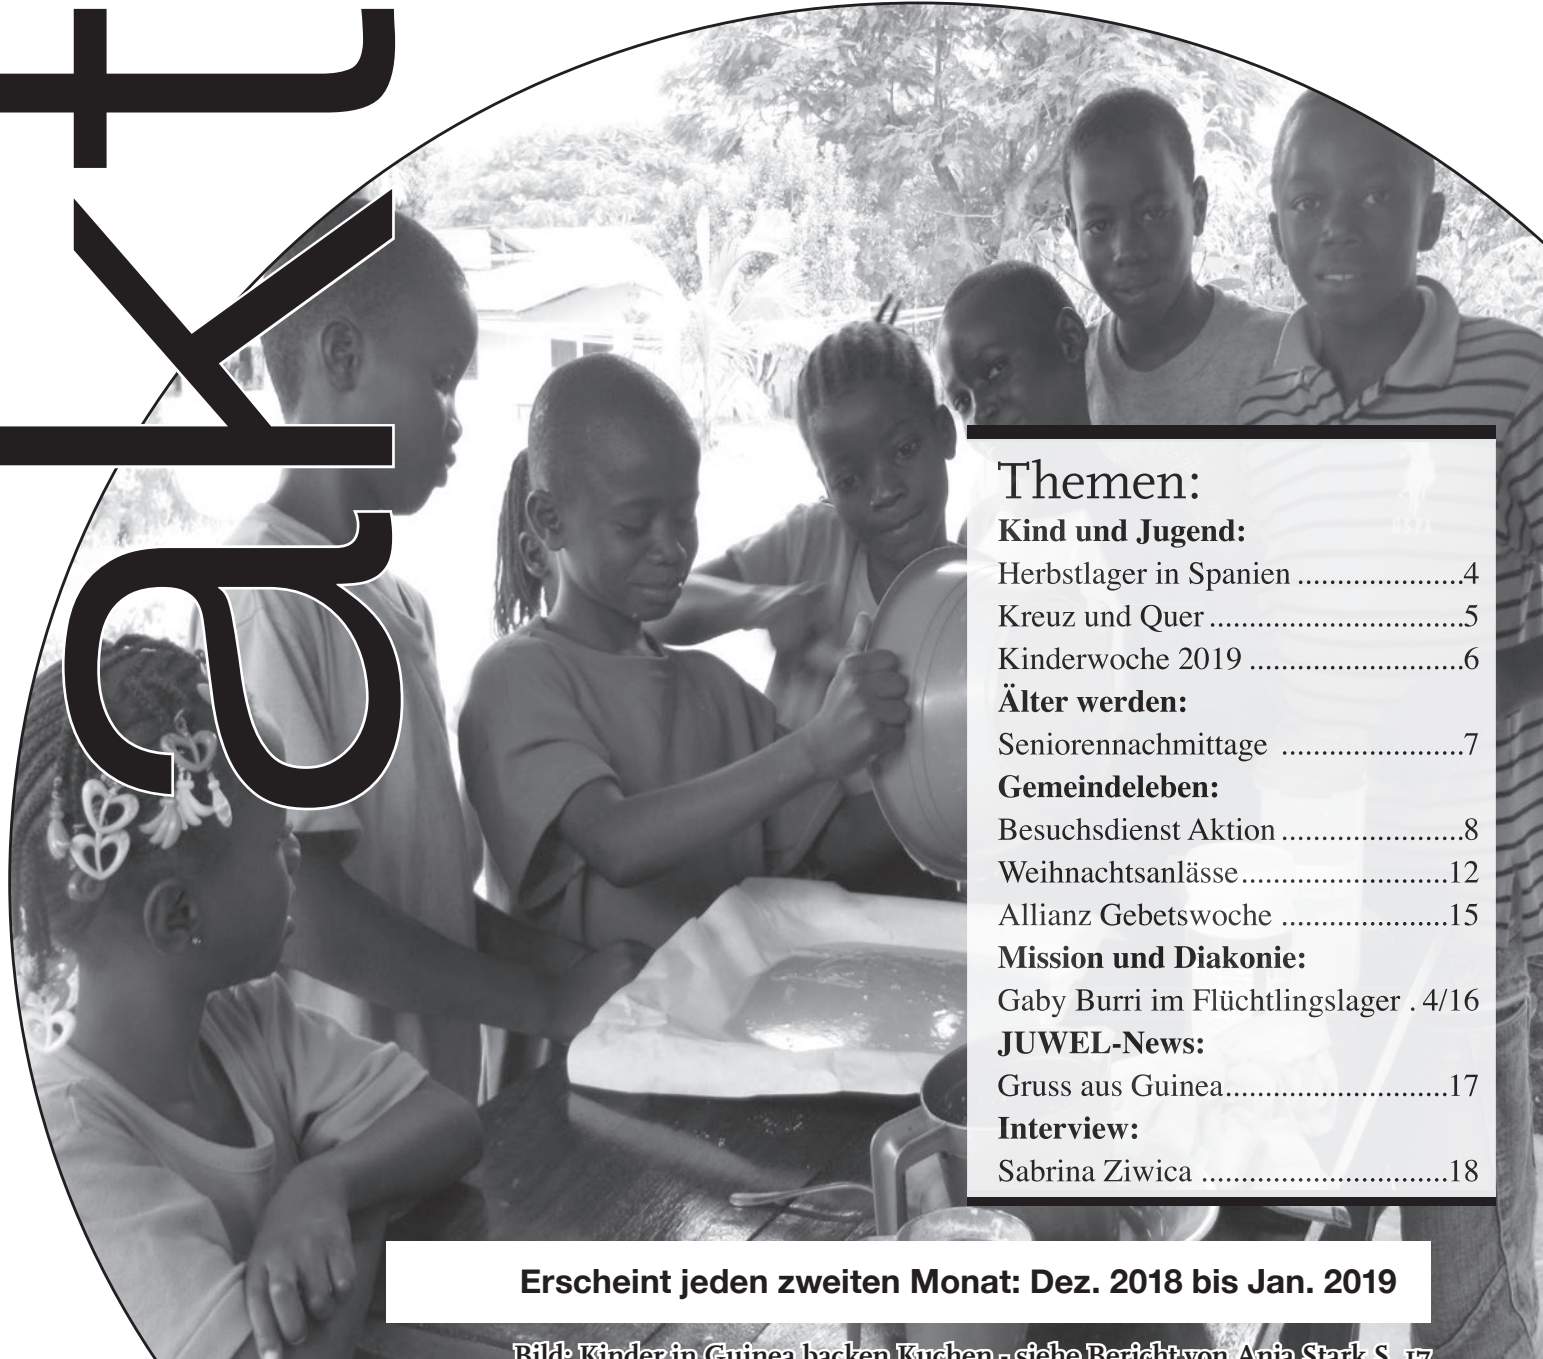 akt
Themen:
Kind und Jugend:
Herbstlager in Spanien .....................4
Kreuz und Quer ................................5
Kinderwoche 2019 ...........................6
Älter werden:
Seniorennachmittage .......................7
Gemeindeleben:
Besuchsdienst Aktion .......................8
Weihnachtsanlässe..........................12
Allianz Gebetswoche .....................15
Mission und Diakonie:
Gaby Burri im Flüchtlingslager . 4/16
JUWEL-News:
Gruss aus Guinea............................17
Interview:
Sabrina Ziwica ...............................18
Erscheint jeden zweiten Monat: Dez. 2018 bis Jan. 2019
Bild: Kinder in Guinea backen Kuchen - siehe Bericht von Anja Stark S. 17